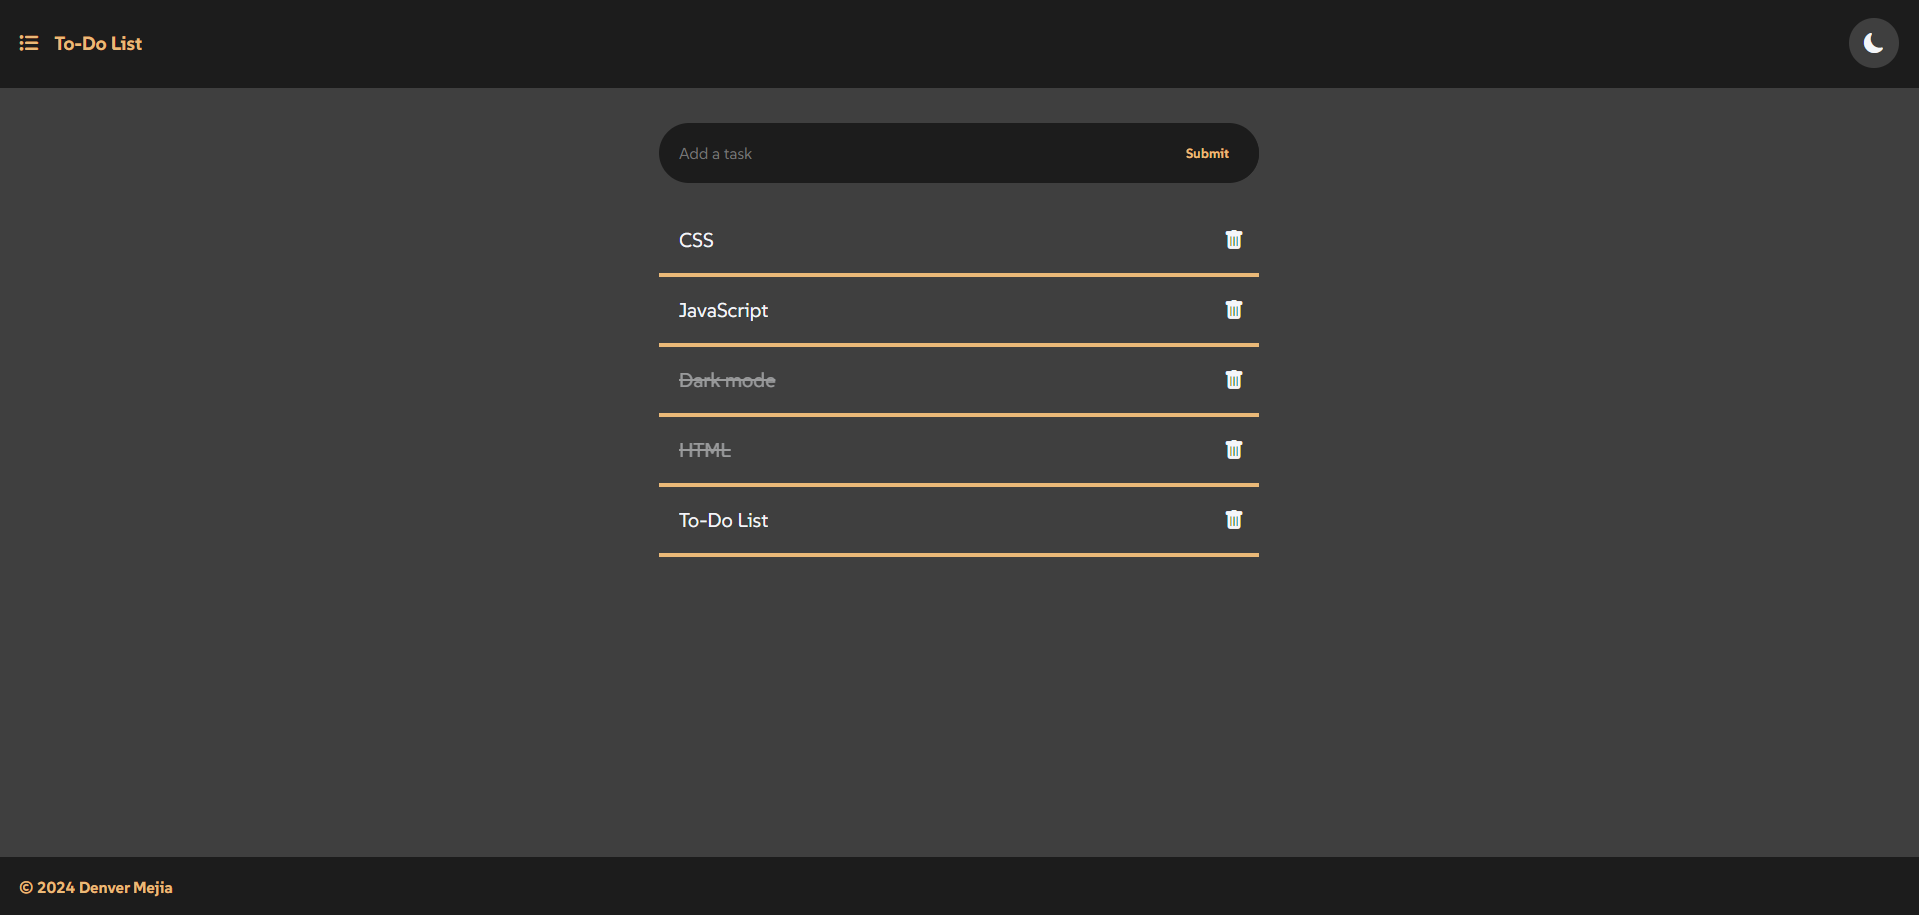 To-Do List
Add a task
Submit
CSS
JavaScript
Dark mode
HTML
To-Do List
© 2024 Denver Mejia